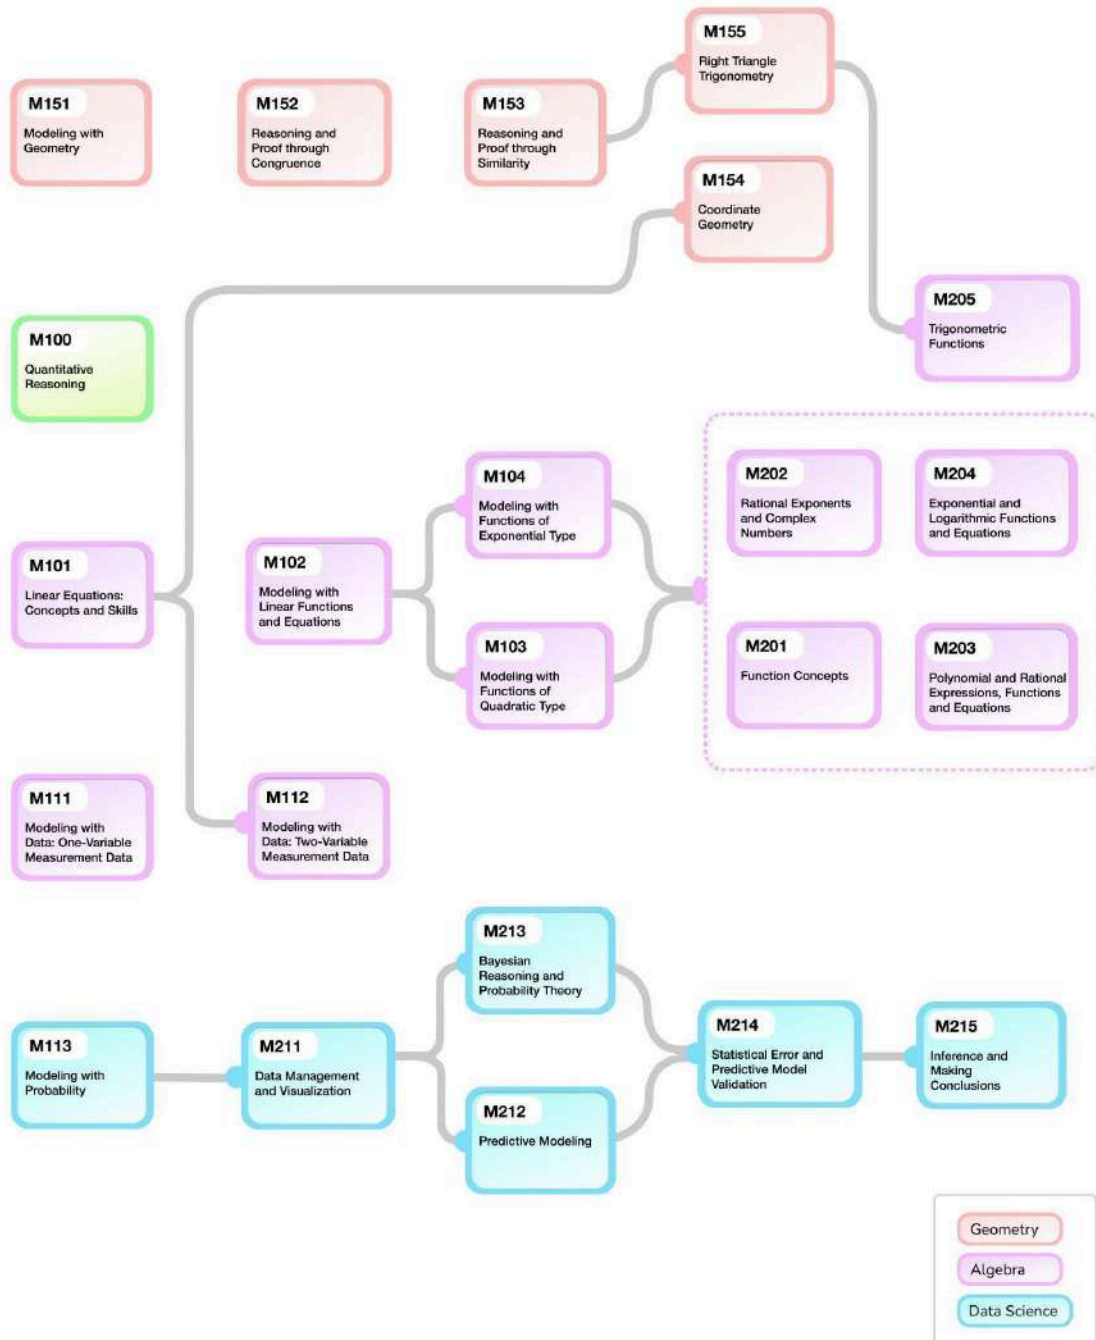 M155
Right Triangle
Trigonometry
M151
Modeling with
Geometry
M152
Reasoning and
Proof through
Congruence
M153
Reasoning and
Proof through
Similarity
M154
Coordinate
Geometry
M205
Trigonometric
Functions
M100
Quantitative
Reasoning
M104
Modeling with
Functions of
Exponential Type
M202
Rational Exponents
and Complex
Numbers
M204
Exponential and
Logarithmic Functions
and Equations
M101
Linear Equations:
Concepts and Skills
M102
Modeling with
Linear Functions
and Equations
M103
Modeling with
Functions of
Quadratic Type
M201
Function Concepts
M203
Polynomial and Rational
Expressions, Functions
and Equations
M111
Modeling with
Data: One-Variable
Measurement Data
M112
Modeling with
Data: Two-Variable
Measurement Data
M213
Bayesian
Reasoning and
Probability Theory
M113
Modeling with
Probability
M211
Data Management
and Visualization
M212
Predictive Modeling
M214
Statistical Error and
Predictive Model
Validation
M215
Inference and
Making
Conclusions
Geometry
Algebra
Data Science